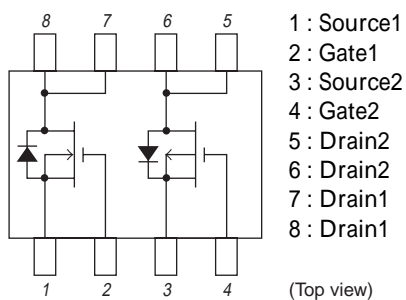 8 7 6 5
1 : Source1
2 : Gate1
3 : Source2
4 : Gate2
5 : Drain2
6 : Drain2
7 : Drain1
8 : Drain1
1 2 3 4
(Top view)